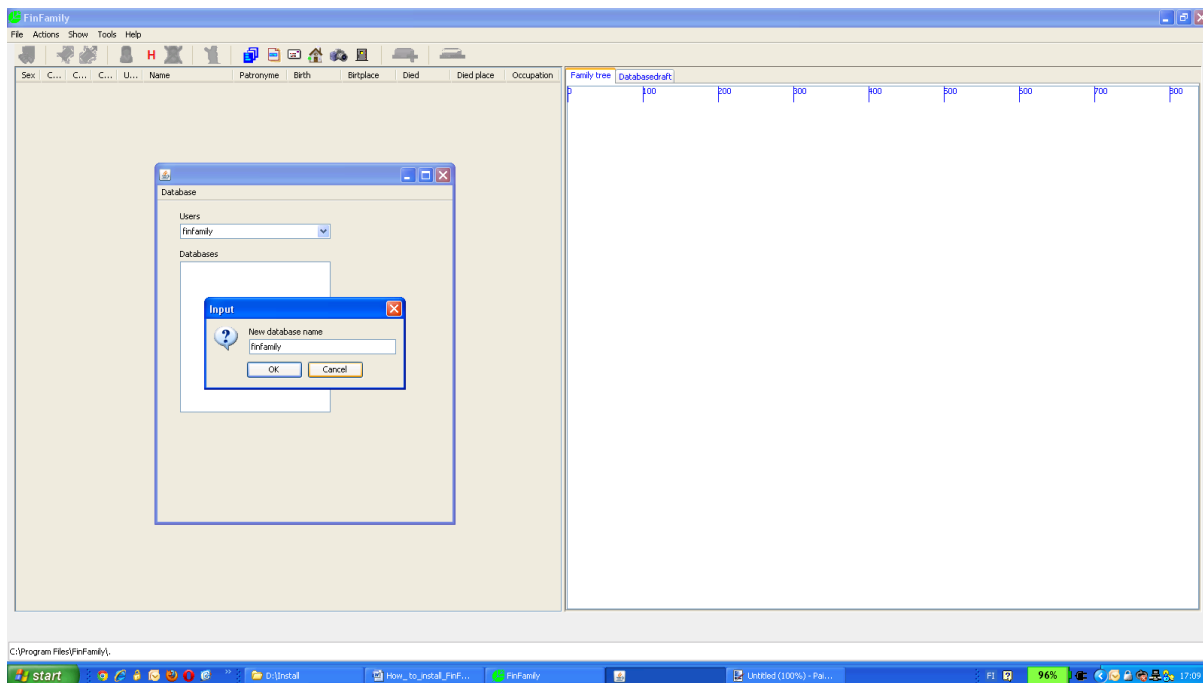 FinFamily
File Actions Show Tools Help
H
Sex C... C... C... U... Name Patronyme Birth Birtplace Died Died place Occupation
Family tree Databasedraft
0 100 200 300 400 500 600 700 800
Database
Users
finfamily
Databases
Input
New database name
finfamily
OK Cancel
C:\Program Files\FinFamily\.
start D:\Install How_to_install_FinF... FinFamily Untitled (100%) - Pai... FI 96% 17:09